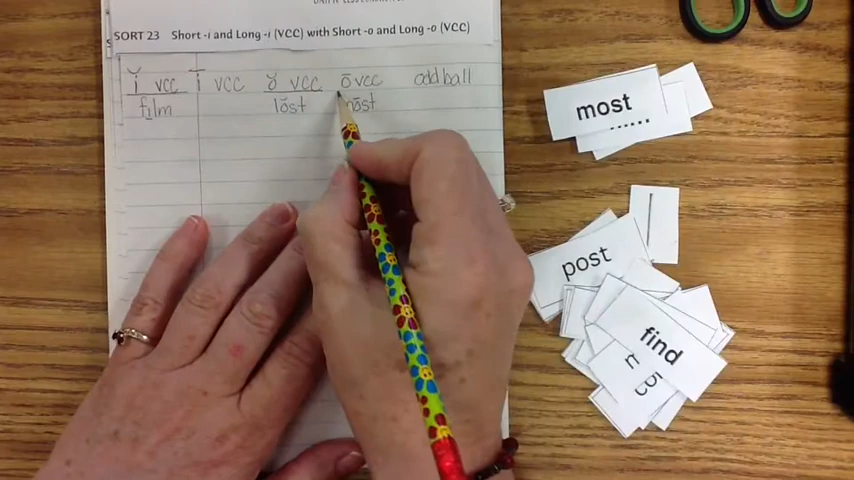 SORT 23 Short -i and Long -i (VCC) with Short -o and Long -o (VCC)
ĭ vcc ī vcc ŏ vcc ō vcc oddball
film lŏst mōst
most
post
find